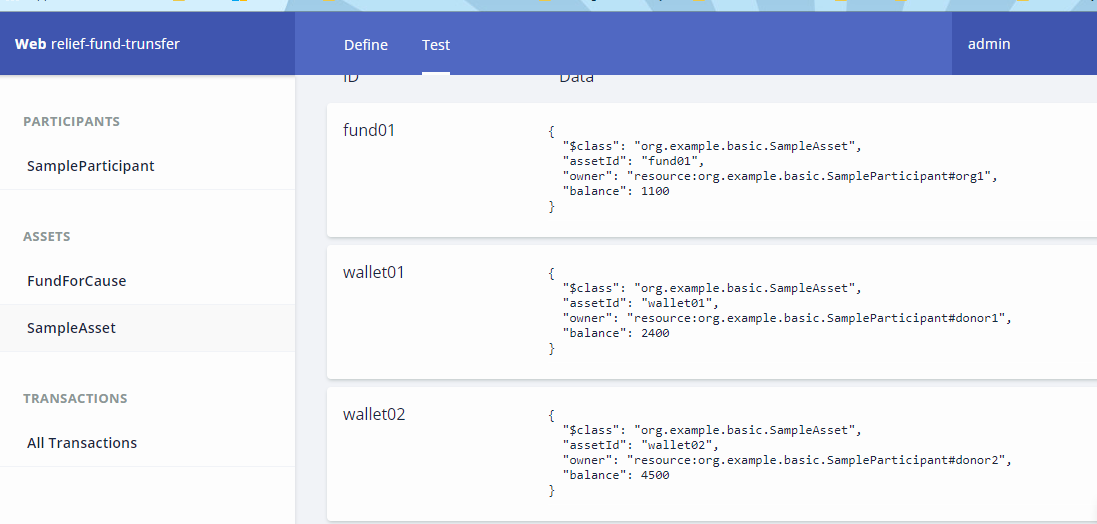 Web relief-fund-trunsfer
Define
Test
admin
ID
Data
PARTICIPANTS
SampleParticipant
ASSETS
FundForCause
SampleAsset
TRANSACTIONS
All Transactions
fund01
{
"$class": "org.example.basic.SampleAsset",
"assetId": "fund01",
"owner": "resource:org.example.basic.SampleParticipant#org1",
"balance": 1100
}
wallet01
{
"$class": "org.example.basic.SampleAsset",
"assetId": "wallet01",
"owner": "resource:org.example.basic.SampleParticipant#donor1",
"balance": 2400
}
wallet02
{
"$class": "org.example.basic.SampleAsset",
"assetId": "wallet02",
"owner": "resource:org.example.basic.SampleParticipant#donor2",
"balance": 4500
}